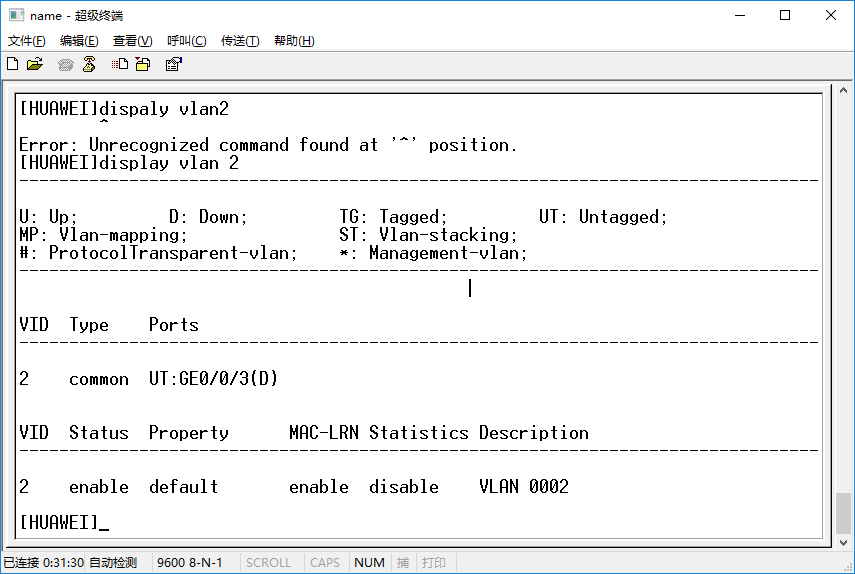 name - 超级终端
文件(F) 编辑(E) 查看(V) 呼叫(C) 传送(T) 帮助(H)
[HUAWEI]dispaly vlan2
^
Error: Unrecognized command found at '^' position.
[HUAWEI]display vlan 2
--------------------------------------------------------------------------------
U: Up; D: Down; TG: Tagged; UT: Untagged;
MP: Vlan-mapping; ST: Vlan-stacking;
#: ProtocolTransparent-vlan; *: Management-vlan;
--------------------------------------------------------------------------------
VID Type Ports
--------------------------------------------------------------------------------
2 common UT:GE0/0/3(D)
VID Status Property MAC-LRN Statistics Description
--------------------------------------------------------------------------------
2 enable default enable disable VLAN 0002
[HUAWEI]_
已连接 0:31:30 自动检测 9600 8-N-1 SCROLL CAPS NUM 捕 打印